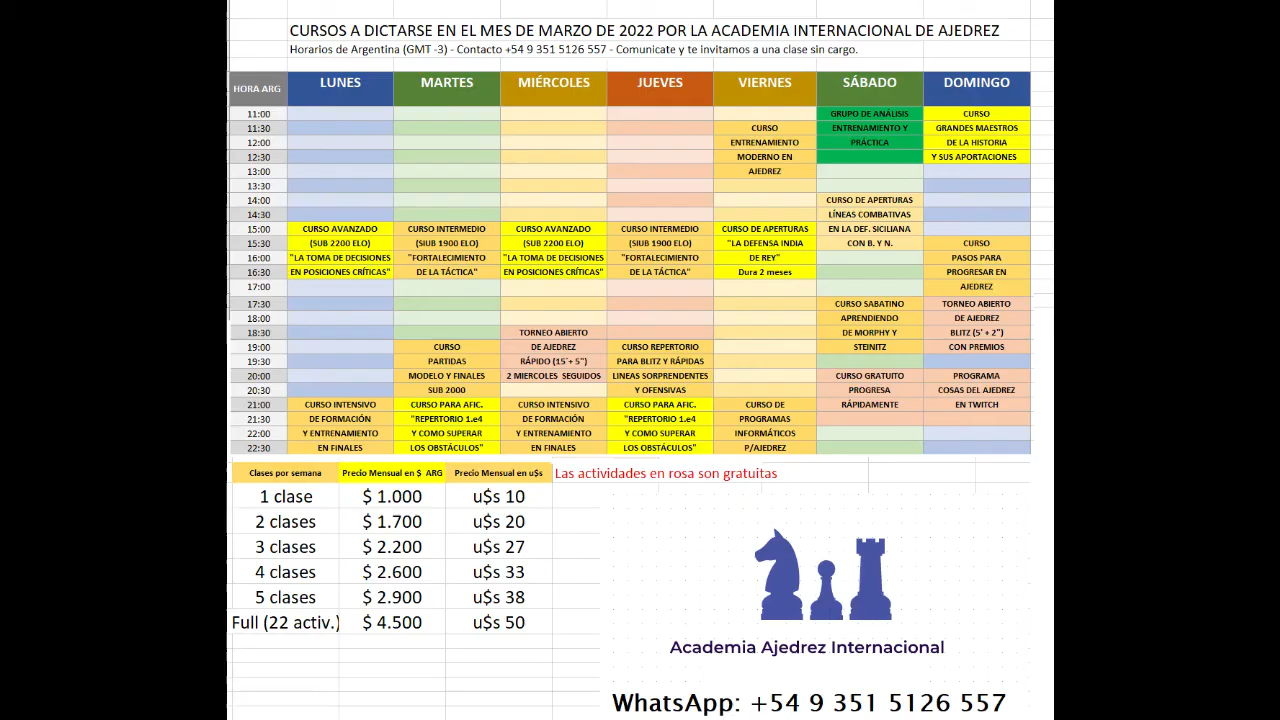 CURSOS A DICTARSE EN EL MES DE MARZO DE 2022 POR LA ACADEMIA INTERNACIONAL DE AJEDREZ
Horarios de Argentina (GMT -3) - Contacto +54 9 351 5126 557 - Comunicate y te invitamos a una clase sin cargo.
HORA ARG LUNES MARTES MIÉRCOLES JUEVES VIERNES SÁBADO DOMINGO
11:00 GRUPO DE ANÁLISIS CURSO
11:30 CURSO ENTRENAMIENTO Y GRANDES MAESTROS
12:00 ENTRENAMIENTO PRÁCTICA DE LA HISTORIA
12:30 MODERNO EN Y SUS APORTACIONES
13:00 AJEDREZ
13:30
14:00 CURSO DE APERTURAS
14:30 LÍNEAS COMBATIVAS
15:00 CURSO AVANZADO CURSO INTERMEDIO CURSO AVANZADO CURSO INTERMEDIO CURSO DE APERTURAS EN LA DEF. SICILIANA
15:30 (SUB 2200 ELO) (SIUB 1900 ELO) (SUB 2200 ELO) (SIUB 1900 ELO) "LA DEFENSA INDIA CON B. Y N. CURSO
16:00 "LA TOMA DE DECISIONES "FORTALECIMIENTO "LA TOMA DE DECISIONES "FORTALECIMIENTO DE REY" PASOS PARA
16:30 EN POSICIONES CRÍTICAS" DE LA TÁCTICA" EN POSICIONES CRÍTICAS" DE LA TÁCTICA" Dura 2 meses PROGRESAR EN
17:00 AJEDREZ
17:30 CURSO SABATINO TORNEO ABIERTO
18:00 APRENDIENDO DE AJEDREZ
18:30 TORNEO ABIERTO DE MORPHY Y BLITZ (5' + 2")
19:00 CURSO DE AJEDREZ CURSO REPERTORIO STEINITZ CON PREMIOS
19:30 PARTIDAS RÁPIDO (15´+ 5") PARA BLITZ Y RÁPIDAS
20:00 MODELO Y FINALES 2 MIERCOLES SEGUIDOS LINEAS SORPRENDENTES CURSO GRATUITO PROGRAMA
20:30 SUB 2000 Y OFENSIVAS PROGRESA COSAS DEL AJEDREZ
21:00 CURSO INTENSIVO CURSO PARA AFIC. CURSO INTENSIVO CURSO PARA AFIC. CURSO DE RÁPIDAMENTE EN TWITCH
21:30 DE FORMACIÓN "REPERTORIO 1.e4 DE FORMACIÓN "REPERTORIO 1.e4 PROGRAMAS
22:00 Y ENTRENAMIENTO Y COMO SUPERAR Y ENTRENAMIENTO Y COMO SUPERAR INFORMÁTICOS
22:30 EN FINALES LOS OBSTÁCULOS" EN FINALES LOS OBSTÁCULOS" P/AJEDREZ
Clases por semana Precio Mensual en $ ARG Precio Mensual en u$s Las actividades en rosa son gratuitas
1 clase $ 1.000 u$s 10
2 clases $ 1.700 u$s 20
3 clases $ 2.200 u$s 27
4 clases $ 2.600 u$s 33
5 clases $ 2.900 u$s 38
Full (22 activ.) $ 4.500 u$s 50
Academia Ajedrez Internacional
WhatsApp: +54 9 351 5126 557